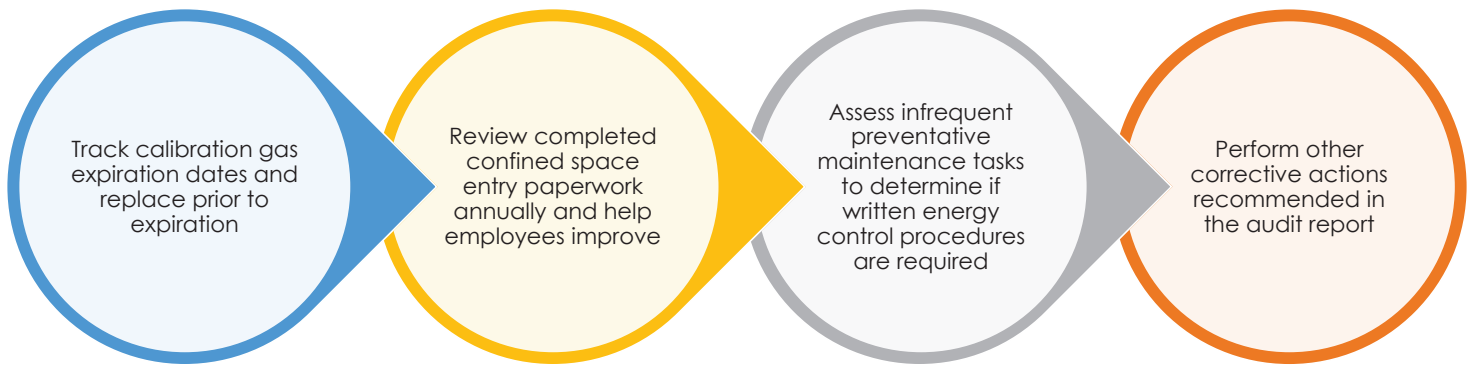 Track calibration gas
expiration dates and
replace prior to
expiration
Review completed
confined space
entry paperwork
annually and help
employees improve
Assess infrequent
preventative
maintenance tasks
to determine if
written energy
control procedures
are required
Perform other
corrective actions
recommended in
the audit report